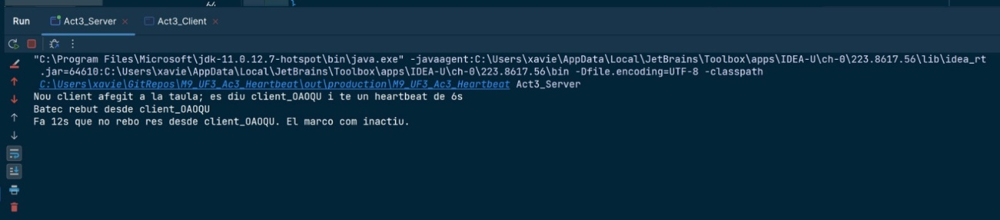 Run Act3_Server × Act3_Client ×
"C:\Program Files\Microsoft\jdk-11.0.12.7-hotspot\bin\java.exe" -javaagent:C:\Users\xavie\AppData\Local\JetBrains\Toolbox\apps\IDEA-U\ch-0\223.8617.56\lib\idea_rt
.jar=64610:C:\Users\xavie\AppData\Local\JetBrains\Toolbox\apps\IDEA-U\ch-0\223.8617.56\bin -Dfile.encoding=UTF-8 -classpath
C:\Users\xavie\GitRepos\M9_UF3_Ac3_Heartbeat\out\production\M9_UF3_Ac3_Heartbeat Act3_Server
Nou client afegit a la taula; es diu client_OAOQU i te un heartbeat de 6s
Batec rebut desde client_OAOQU
Fa 12s que no rebo res desde client_OAOQU. El marco com inactiu.